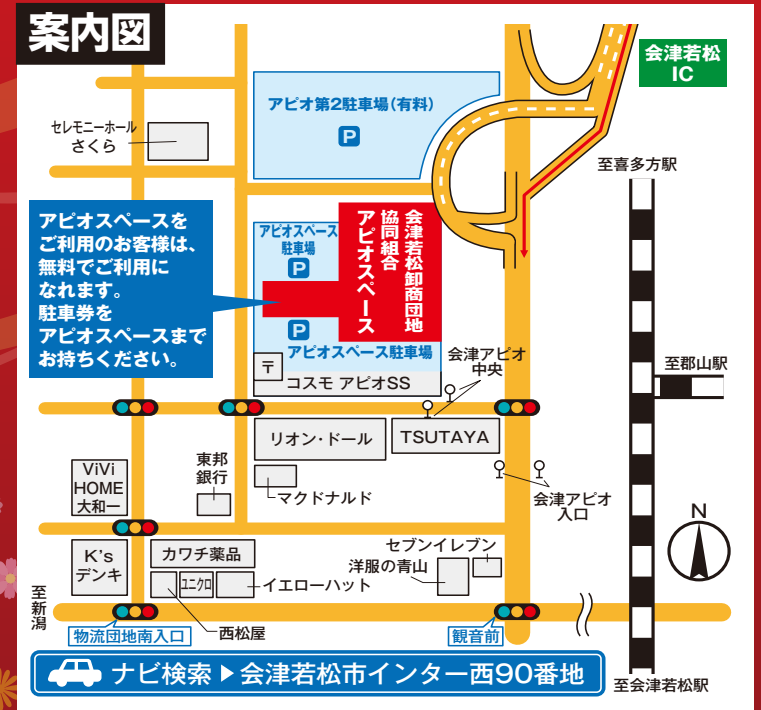 案内図
会津若松
IC
アピオ第2駐車場(有料)
P
セレモニーホール
さくら
至喜多方駅
アピオスペースを
ご利用のお客様は、
無料でご利用に
なれます。
駐車券を
アピオスペースまで
お持ちください。
アピオスペース
駐車場
P
会津若松卸商団地
協同組合
アピオスペース
P
アピオスペース駐車場
〒
コスモ アピオSS
会津アピオ
中央
至郡山駅
リオン・ドール
TSUTAYA
ViVi
HOME
大和一
東邦
銀行
マクドナルド
会津アピオ
入口
N
K's
デンキ
カワチ薬品
セブンイレブン
洋服の青山
ユニクロ
イエローハット
至新潟
西松屋
物流団地南入口
観音前
ナビ検索▶会津若松市インター西90番地
至会津若松駅